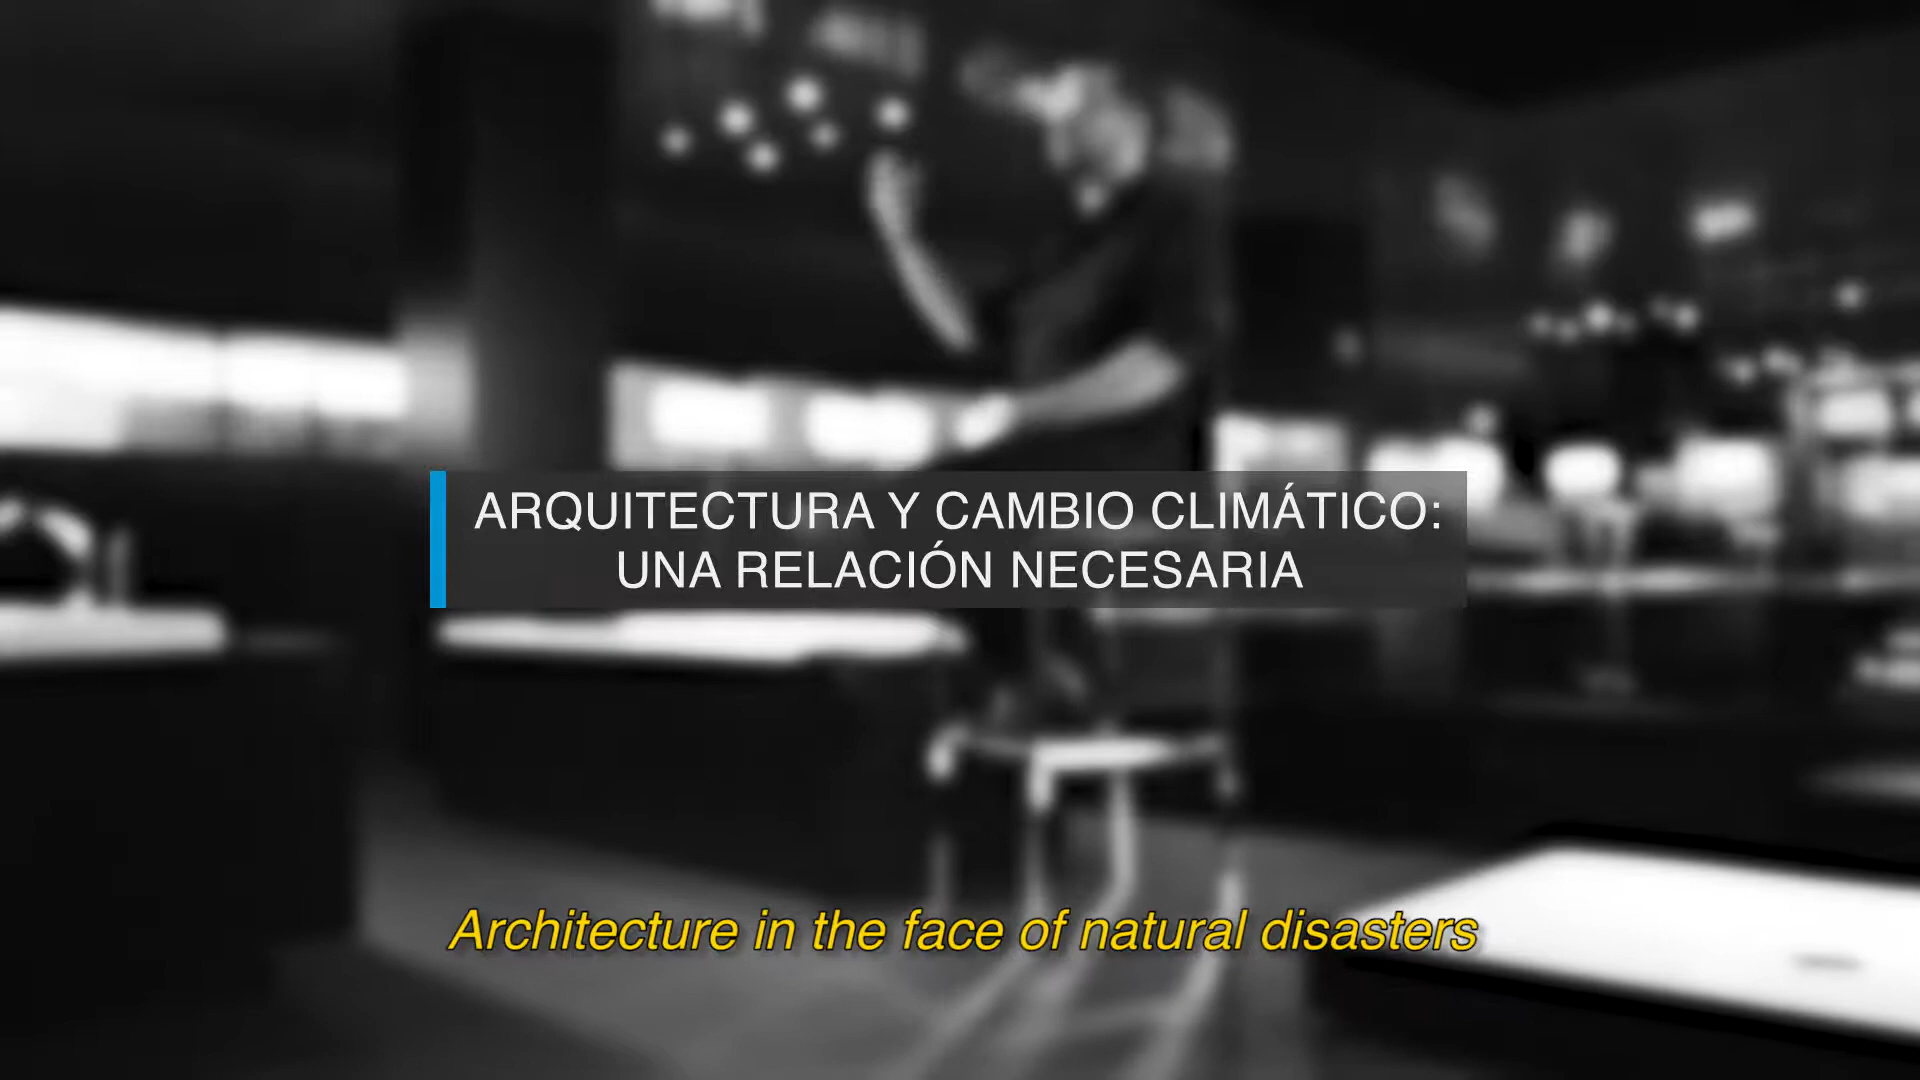 ARQUITECTURA Y CAMBIO CLIMÁTICO:
UNA RELACIÓN NECESARIA
Architecture in the face of natural disasters